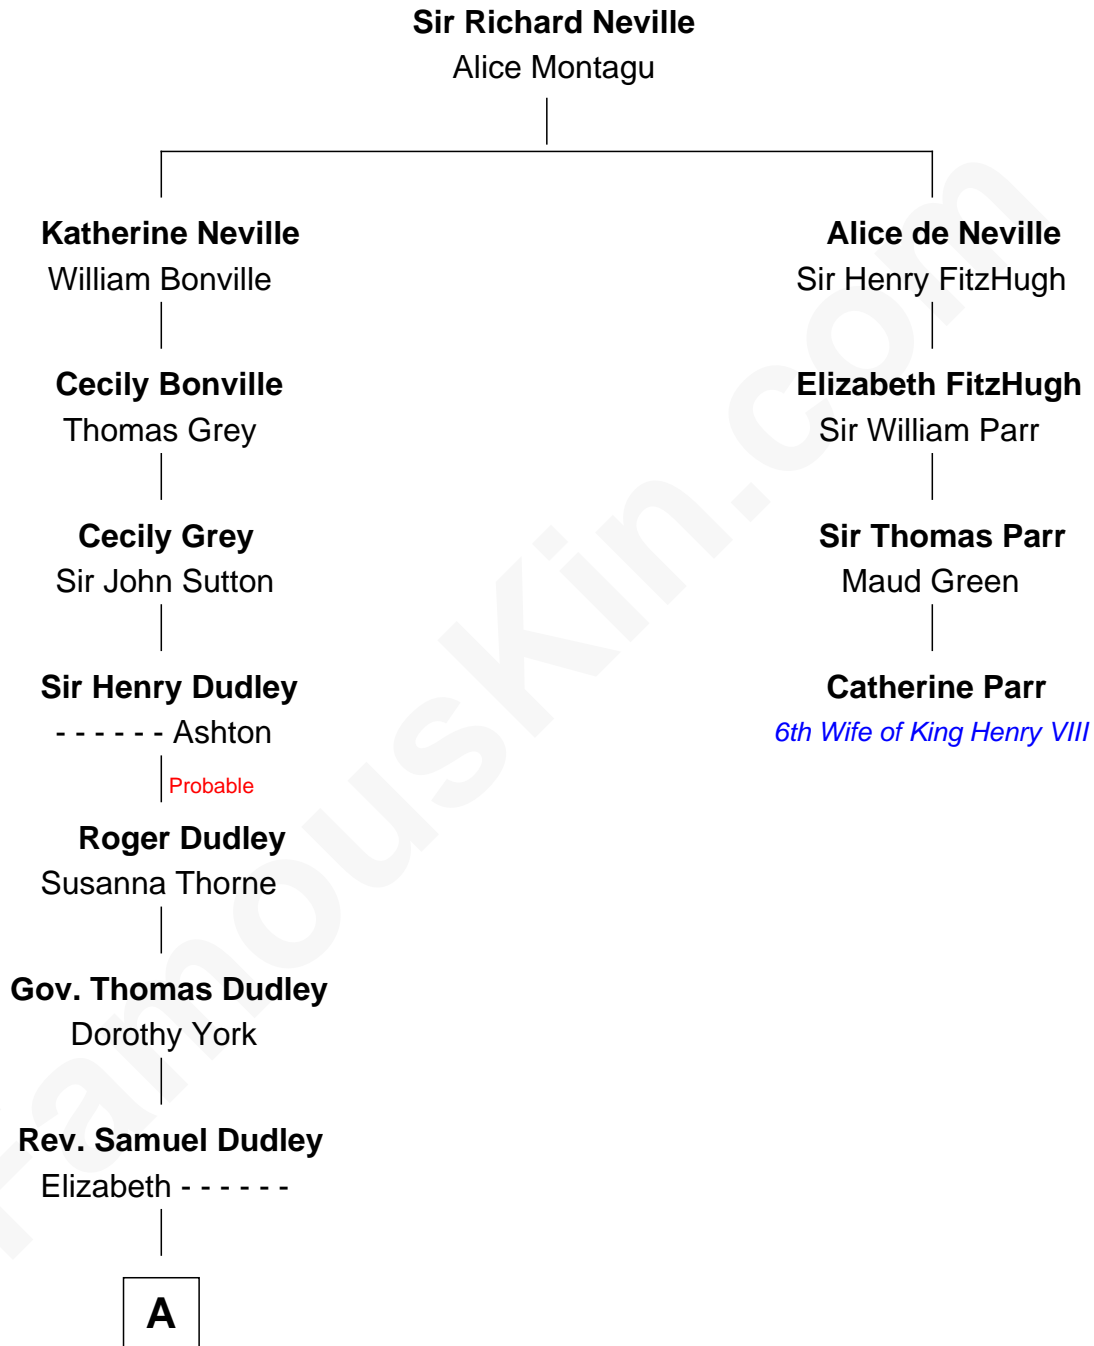 Sir Richard Neville
Alice Montagu
Katherine Neville
William Bonville
Alice de Neville
Sir Henry FitzHugh
Cecily Bonville
Thomas Grey
Elizabeth FitzHugh
Sir William Parr
Cecily Grey
Sir John Sutton
Sir Thomas Parr
Maud Green
Sir Henry Dudley
- - - - - - Ashton
Probable
Catherine Parr
6th Wife of King Henry VIII
Roger Dudley
Susanna Thorne
Gov. Thomas Dudley
Dorothy York
Rev. Samuel Dudley
Elizabeth - - - - - -
A
FamousKin.com